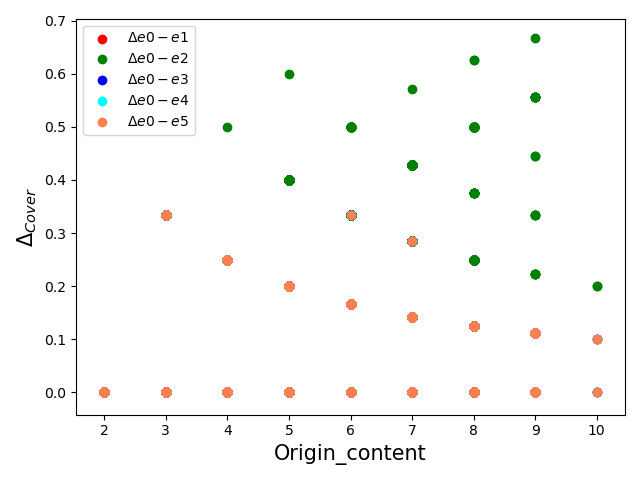 0.7
0.6
0.5
0.4
0.3
0.2
0.1
0.0
Δe0 − e1
Δe0 − e2
Δe0 − e3
Δe0 − e4
Δe0 − e5
Δ_Cover
2 3 4 5 6 7 8 9 10
Origin_content